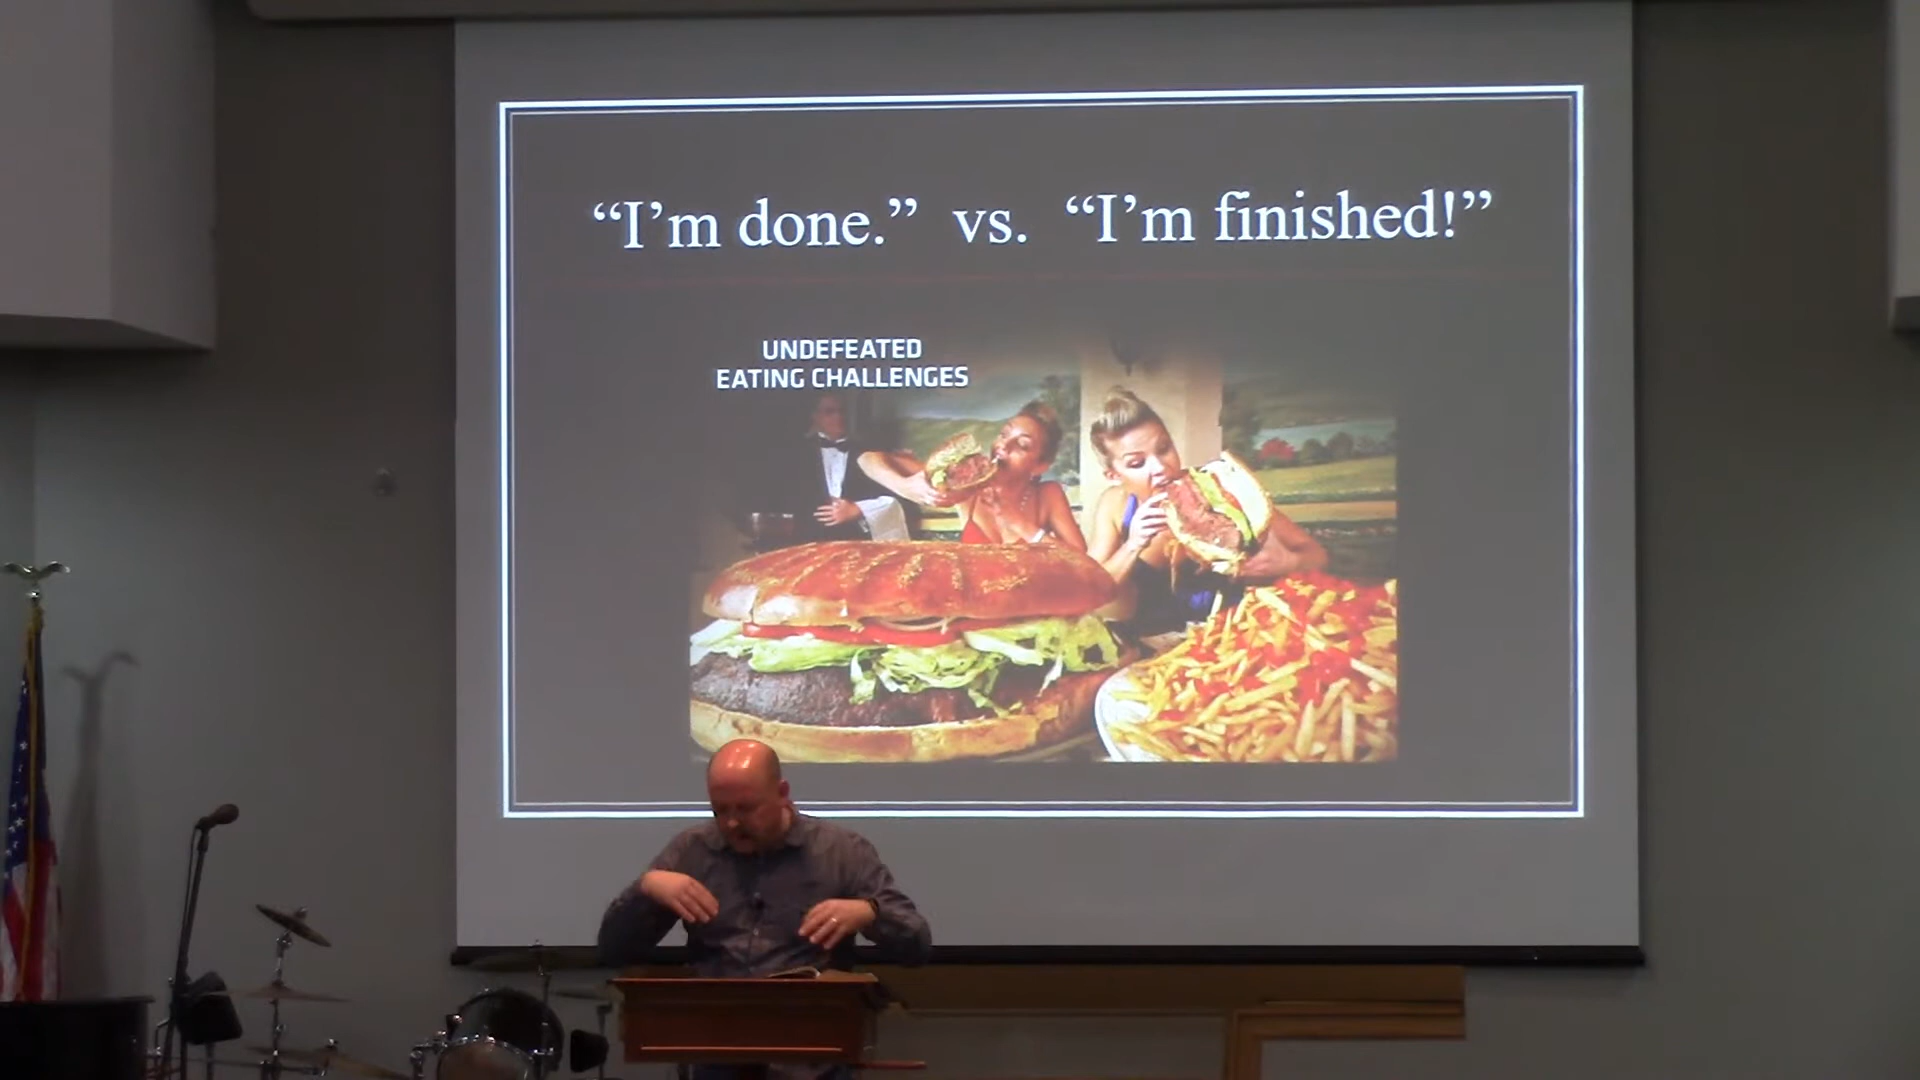 “I’m done.” vs. “I’m finished!”
UNDEFEATED
EATING CHALLENGES